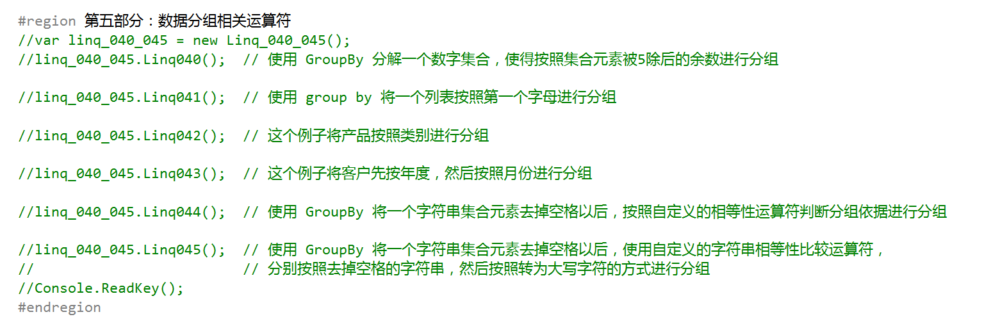 #region 第五部分：数据分组相关运算符
//var linq_040_045 = new Linq_040_045();
//linq_040_045.Linq040();  // 使用 GroupBy 分解一个数字集合，使得按照集合元素被5除后的余数进行分组
//linq_040_045.Linq041();  // 使用 group by 将一个列表按照第一个字母进行分组
//linq_040_045.Linq042();  // 这个例子将产品按照类别进行分组
//linq_040_045.Linq043();  // 这个例子将客户先按年度，然后按照月份进行分组
//linq_040_045.Linq044();  // 使用 GroupBy 将一个字符串集合元素去掉空格以后，按照自定义的相等性运算符判断分组依据进行分组
//linq_040_045.Linq045();  // 使用 GroupBy 将一个字符串集合元素去掉空格以后，使用自定义的字符串相等性比较运算符，
//                         // 分别按照去掉空格的字符串，然后按照转为大写字符的方式进行分组
//Console.ReadKey();
#endregion